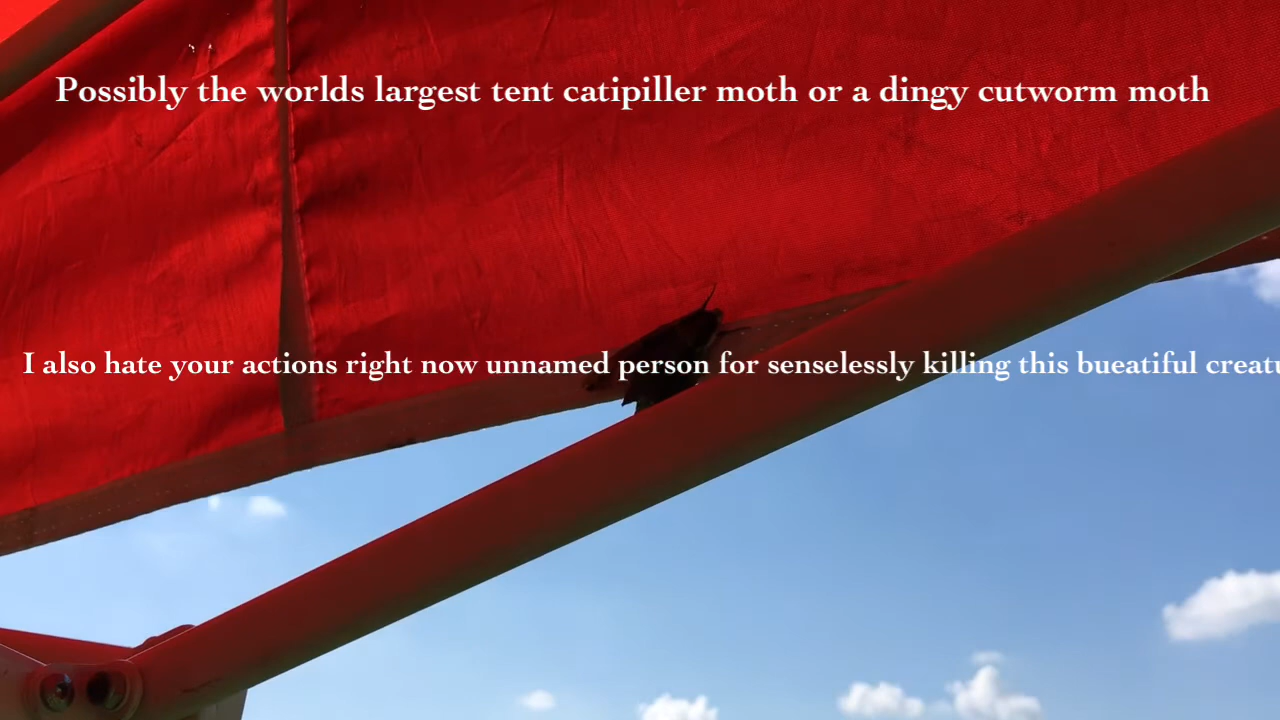 Possibly the worlds largest tent catipiller moth or a dingy cutworm moth
I also hate your actions right now unnamed person for senselessly killing this bueatiful creatu